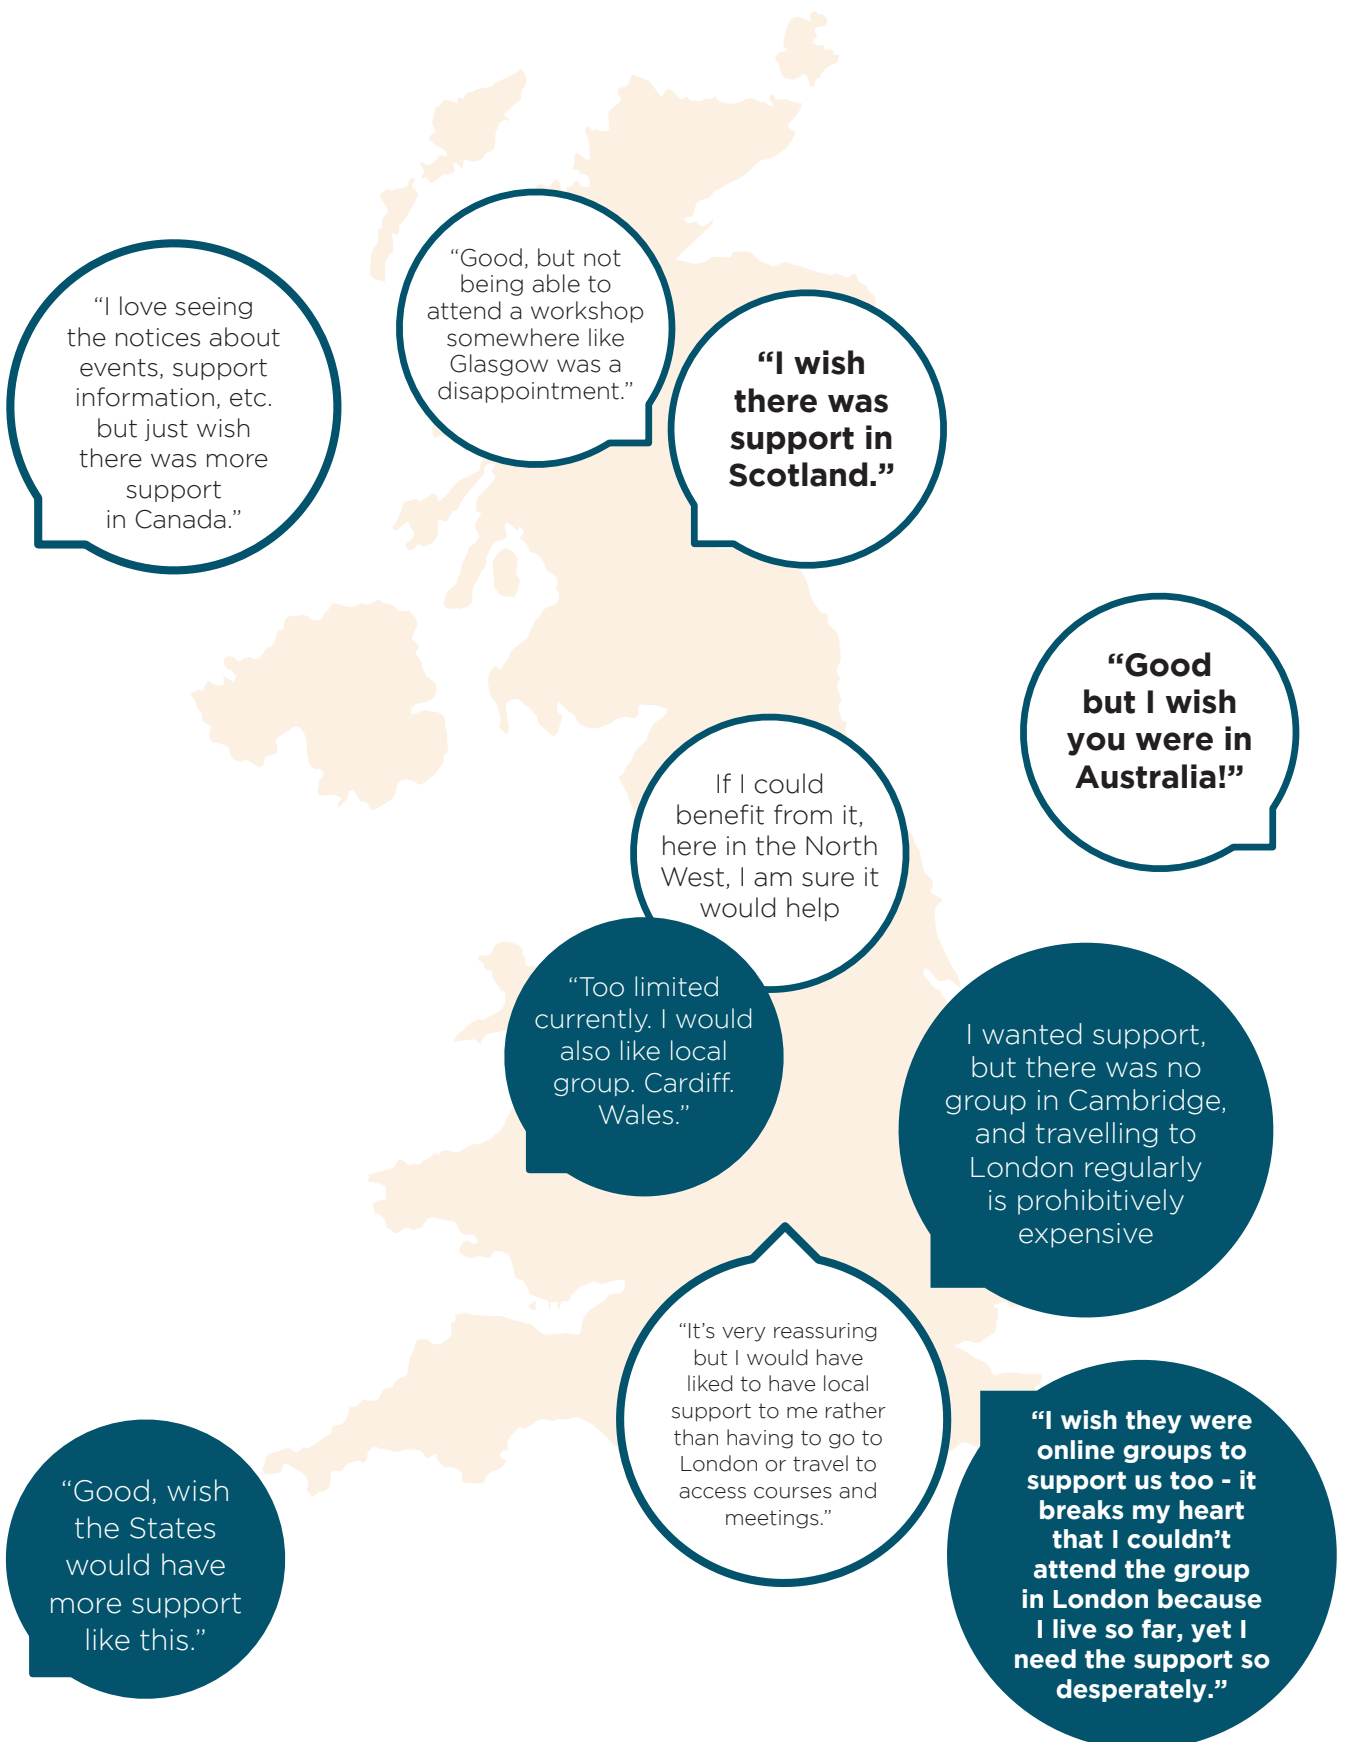 “Good, but not
being able to
attend a workshop
somewhere like
Glasgow was a
disappointment.”
“I love seeing
the notices about
events, support
information, etc.
but just wish
there was more
support
in Canada.”
“I wish
there was
support in
Scotland.”
“Good
but I wish
you were in
Australia!”
If I could
benefit from it,
here in the North
West, I am sure it
would help
“Too limited
currently. I would
also like local
group. Cardiff.
Wales.”
I wanted support,
but there was no
group in Cambridge,
and travelling to
London regularly
is prohibitively
expensive
“It’s very reassuring
but I would have
liked to have local
support to me rather
than having to go to
London or travel to
access courses and
meetings.”
“I wish they were
online groups to
support us too - it
breaks my heart
that I couldn’t
attend the group
in London because
I live so far, yet I
need the support so
desperately.”
“Good, wish
the States
would have
more support
like this.”